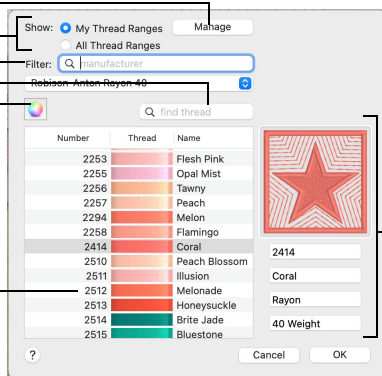 Show: My Thread Ranges Manage
All Thread Ranges
Filter: manufacturer
Robison-Anton Rayon 40
find thread
Number Thread Name
2253 Flesh Pink
2255 Opal Mist
2256 Tawny
2257 Peach
2294 Melon
2258 Flamingo
2414 Coral
2510 Peach Blossom
2511 Illusion
2512 Melonade
2513 Honeysuckle
2514 Brite Jade
2515 Bluestone
2414
Coral
Rayon
40 Weight
? Cancel OK